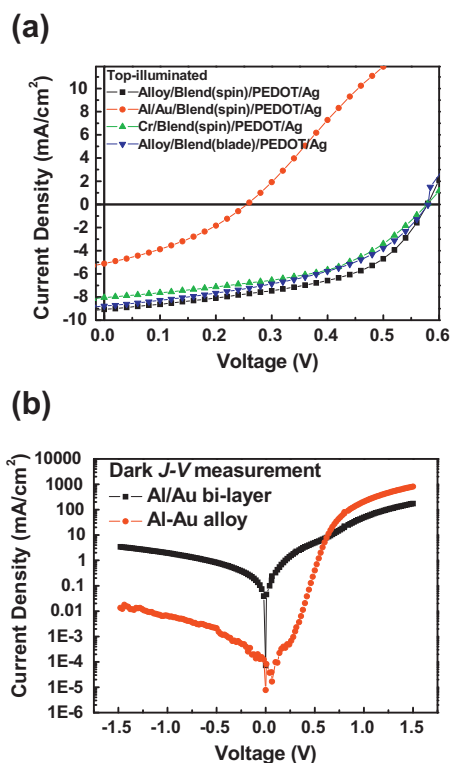 (a)
Top-illuminated
Alloy/Blend(spin)/PEDOT/Ag
Al/Au/Blend(spin)/PEDOT/Ag
Cr/Blend(spin)/PEDOT/Ag
Alloy/Blend(blade)/PEDOT/Ag
Current Density (mA/cm²)
12
10
8
6
4
2
0
-2
-4
-6
-8
-10
0.0 0.1 0.2 0.3 0.4 0.5 0.6
Voltage (V)
(b)
Dark J-V measurement
Al/Au bi-layer
Al-Au alloy
Current Density (mA/cm²)
10000
1000
100
10
1
0.1
0.01
1E-3
1E-4
1E-5
1E-6
-1.5 -1.0 -0.5 0.0 0.5 1.0 1.5
Voltage (V)